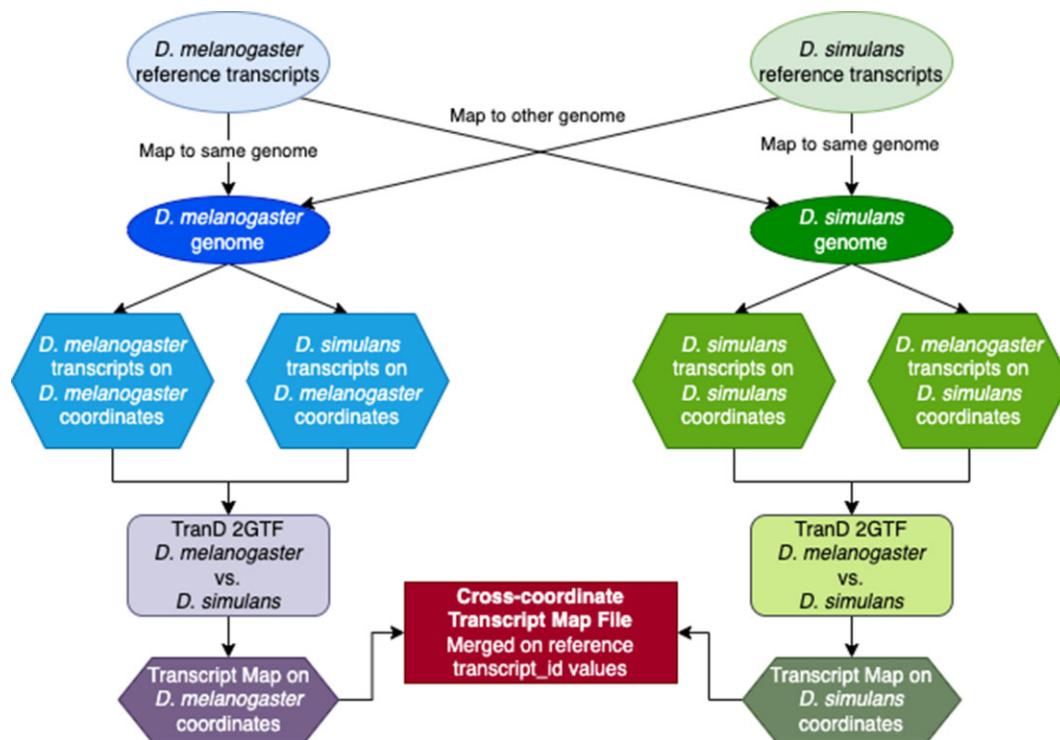 D. melanogaster
reference transcripts
D. simulans
reference transcripts
Map to other genome
Map to same genome
Map to same genome
D. melanogaster
genome
D. simulans
genome
D. melanogaster
transcripts on
D. melanogaster
coordinates
D. simulans
transcripts on
D. melanogaster
coordinates
D. simulans
transcripts on
D. simulans
coordinates
D. melanogaster
transcripts on
D. simulans
coordinates
TranD 2GTF
D. melanogaster
vs.
D. simulans
TranD 2GTF
D. melanogaster
vs.
D. simulans
Cross-coordinate
Transcript Map File
Merged on reference
transcript_id values
Transcript Map on
D. melanogaster
coordinates
Transcript Map on
D. simulans
coordinates